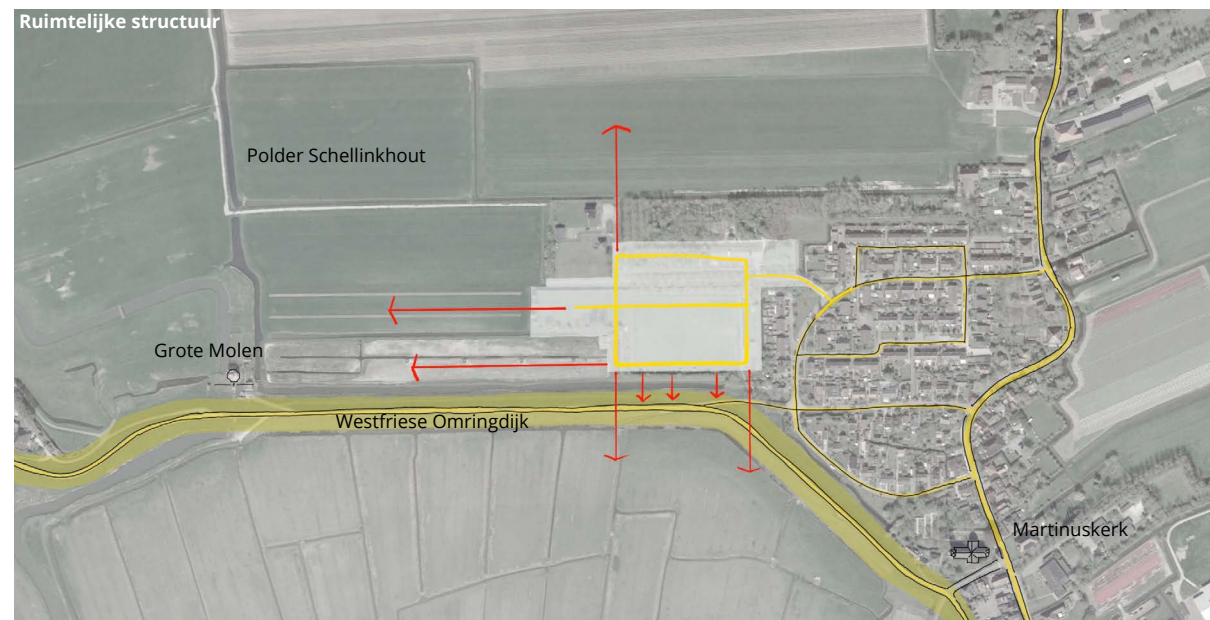 Ruimtelijke structuur
Polder Schellinkhout
Grote Molen
Westfriese Omringdijk
Martinuskerk